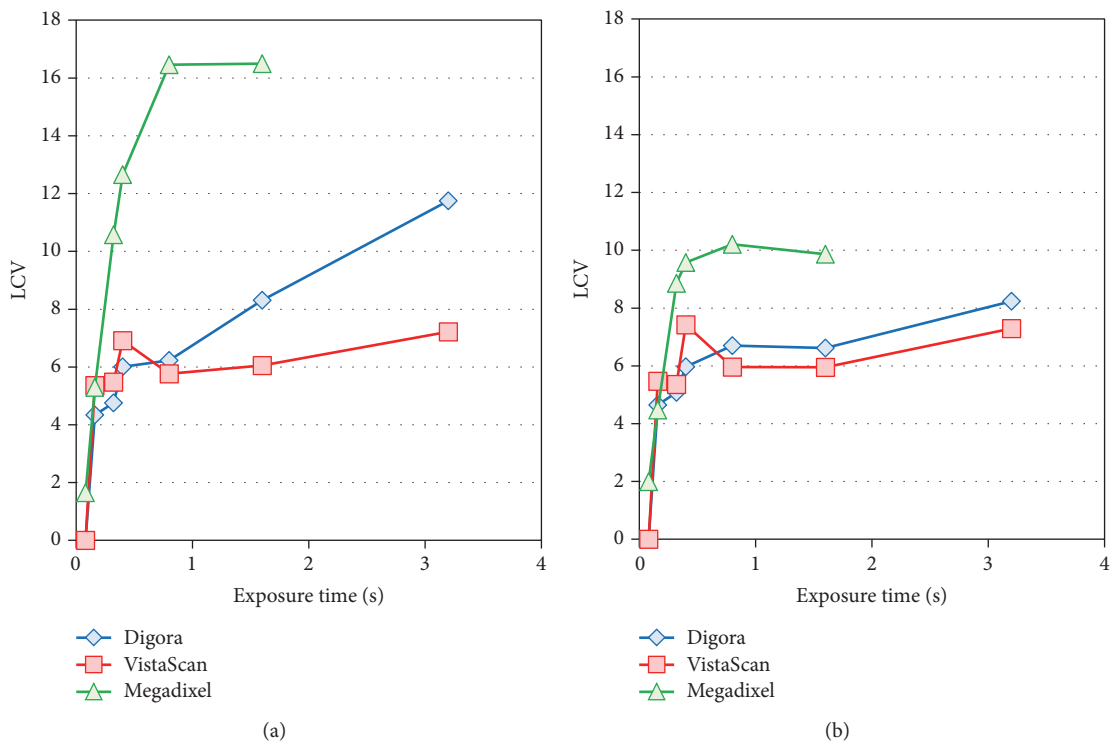 18
16
14
12
10
8
6
4
2
0
LCV
0 1 2 3 4
Exposure time (s)
Digora
VistaScan
Megadixel
(a)
18
16
14
12
10
8
6
4
2
0
LCV
0 1 2 3 4
Exposure time (s)
Digora
VistaScan
Megadixel
(b)